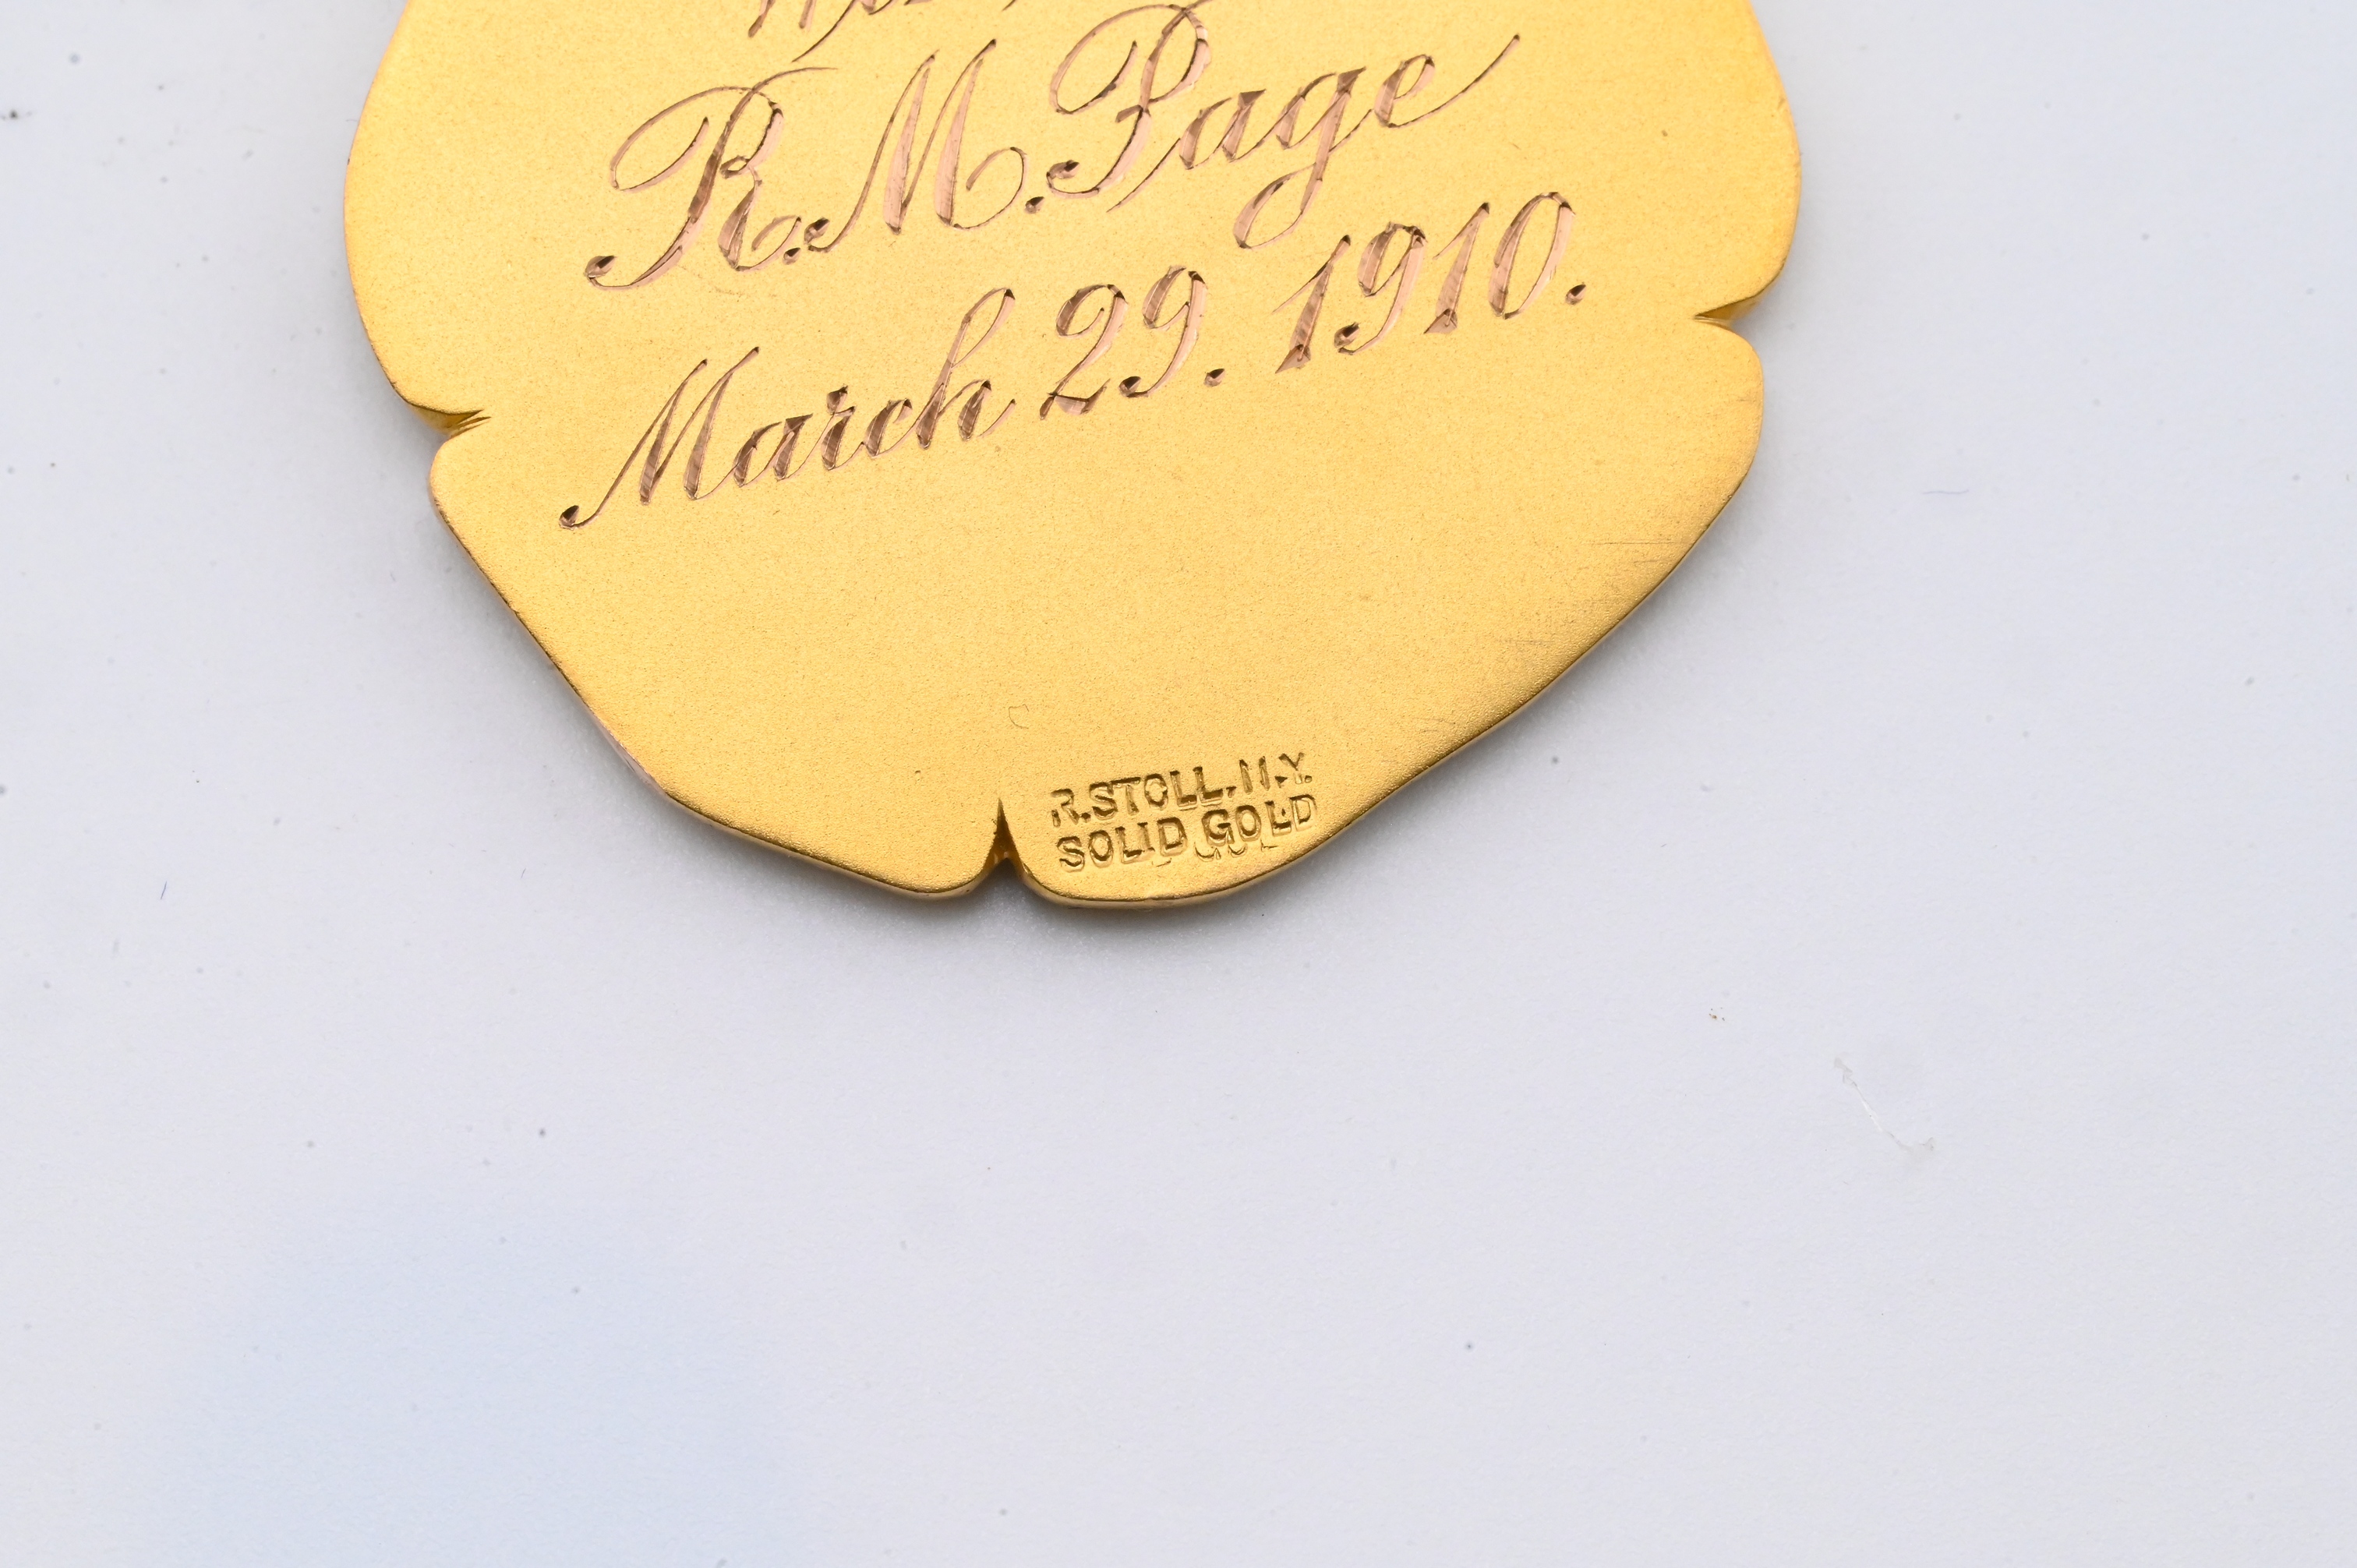 R. M. Page
March 29. 1910.
R. STOLL, N.Y.
SOLID GOLD